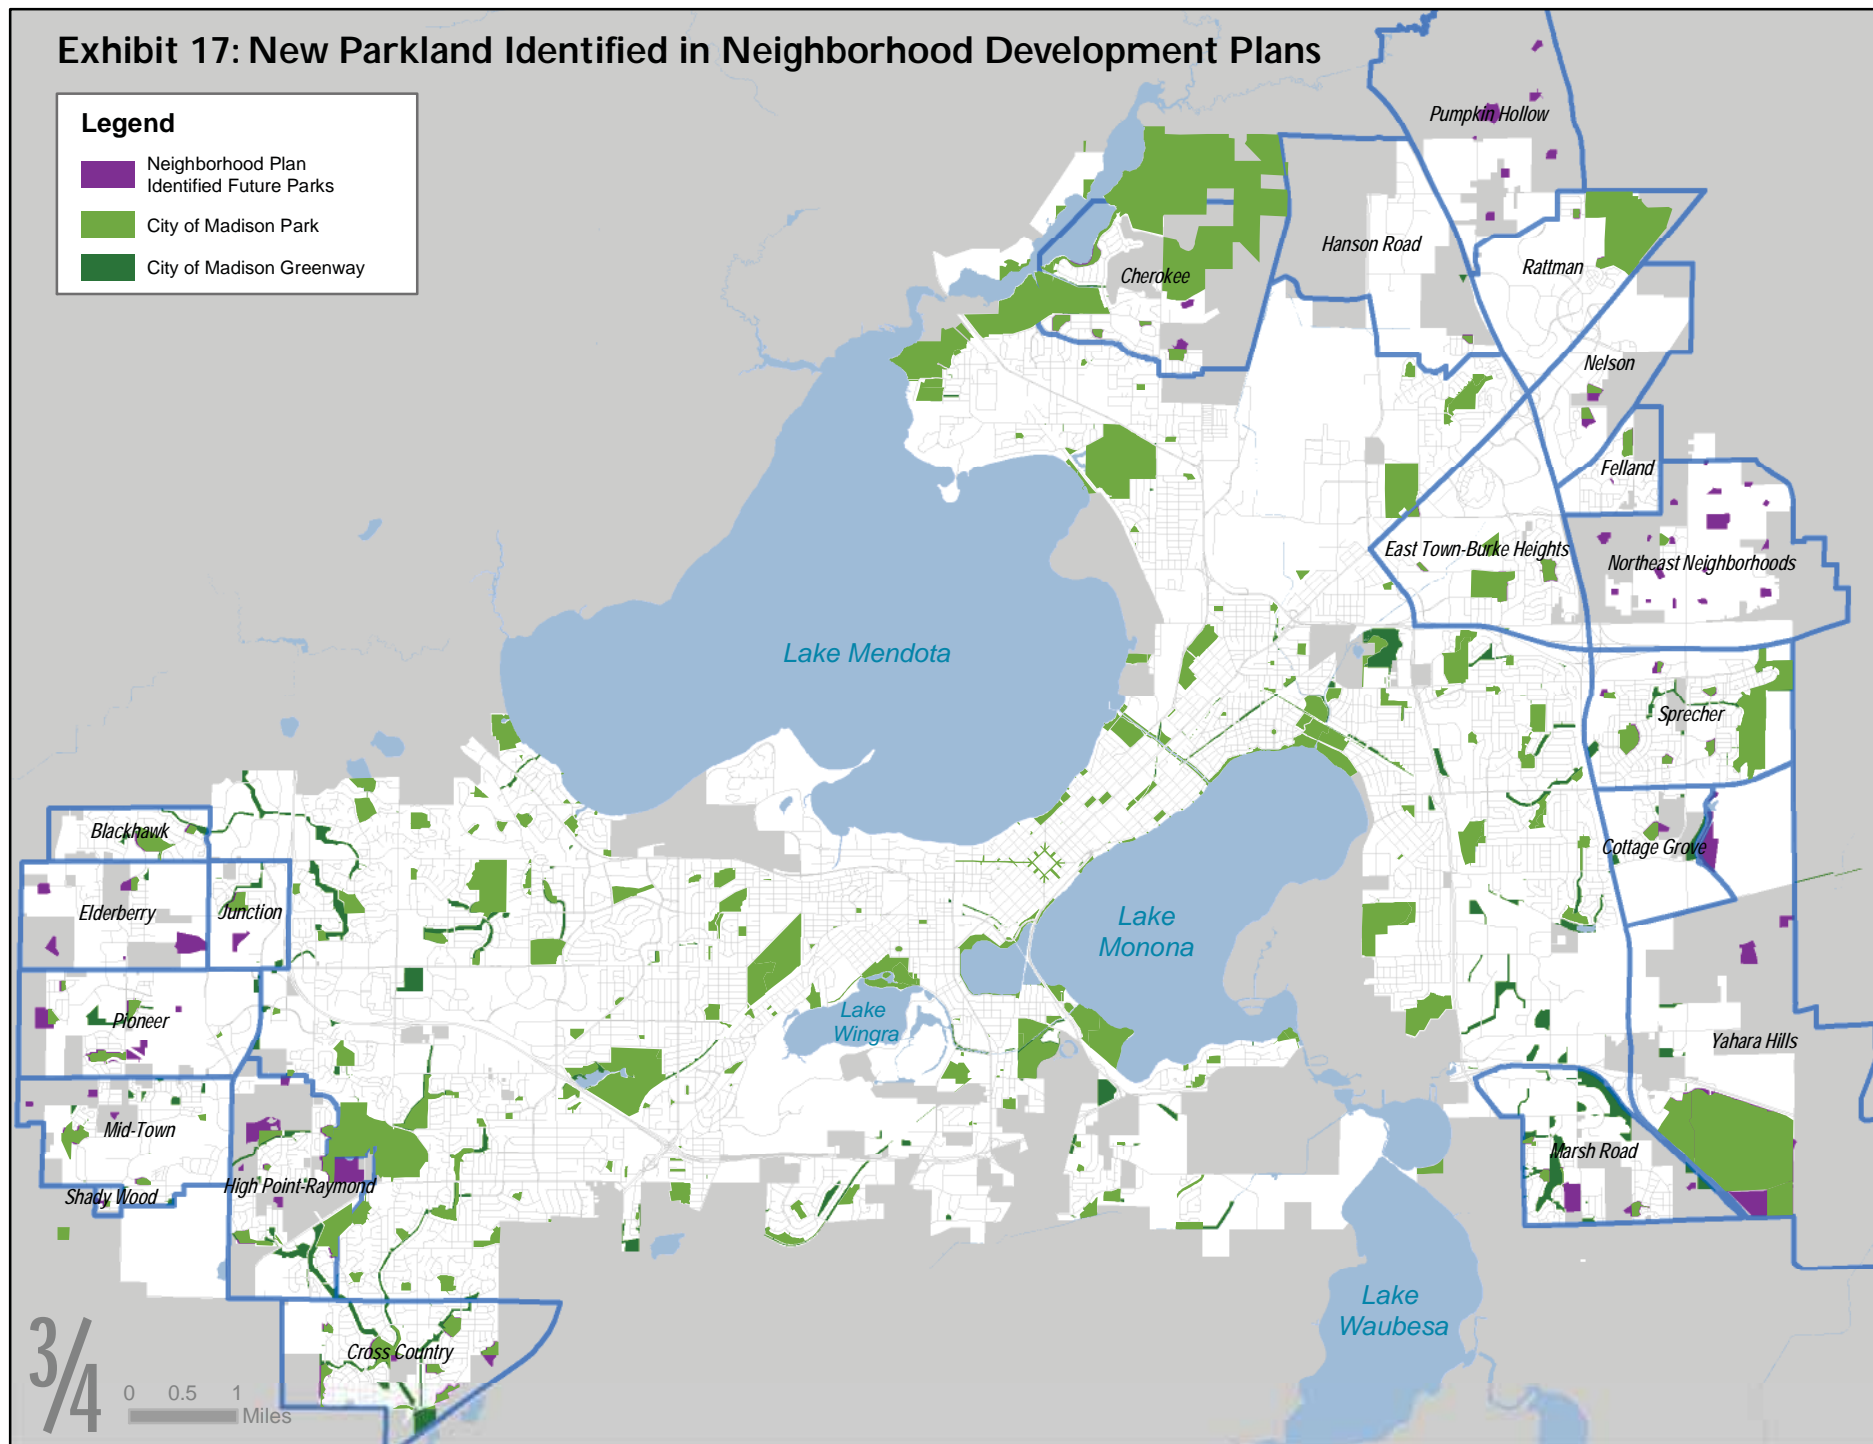 Exhibit 17: New Parkland Identified in Neighborhood Development Plans
Legend
Neighborhood Plan
Identified Future Parks
City of Madison Park
City of Madison Greenway
Pumpkin Hollow
Hanson Road
Rattman
Cherokee
Nelson
Felland
East Town-Burke Heights
Northeast Neighborhoods
Lake Mendota
Sprecher
Blackhawk
Cottage Grove
Elderberry
Junction
Lake
Monona
Pioneer
Lake
Wingra
Yahara Hills
Mid-Town
Marsh Road
High Point-Raymond
Shady Wood
Lake
Waubesa
Cross Country
3/4
0 0.5 1
Miles